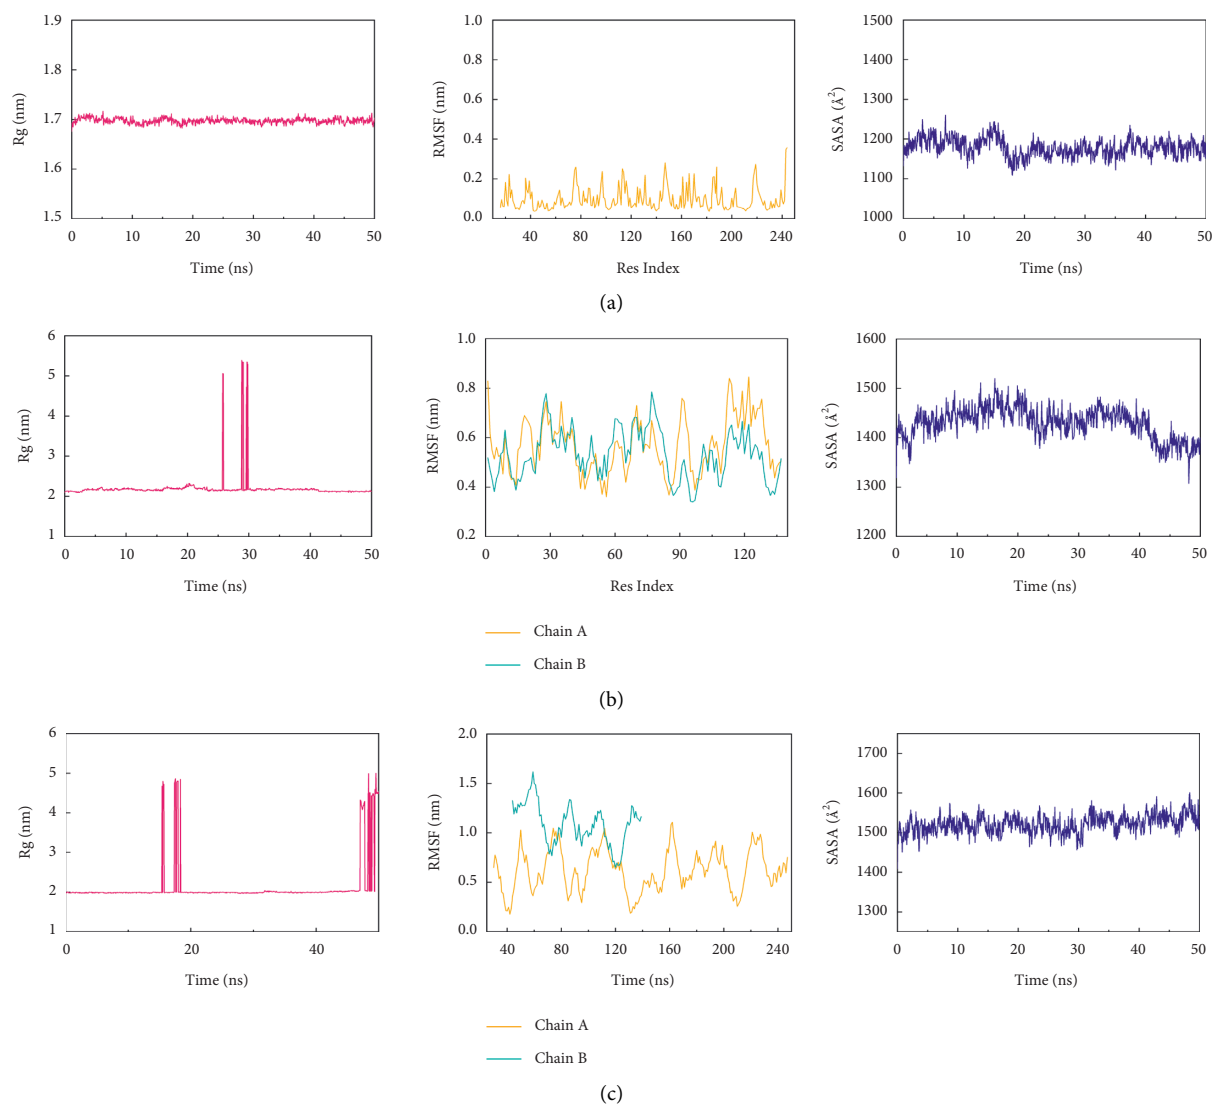 1.9
1.8
1.7
1.6
1.5
Rg (nm)
0 10 20 30 40 50
Time (ns)
1.0
0.8
0.6
0.4
0.2
0.0
RMSF (nm)
40 80 120 160 200 240
Res Index
1500
1400
1300
1200
1100
1000
SASA (Å²)
0 10 20 30 40 50
Time (ns)
(a)
6
5
4
3
2
1
Rg (nm)
0 10 20 30 40 50
Time (ns)
1.0
0.8
0.6
0.4
0.2
RMSF (nm)
0 30 60 90 120
Res Index
1600
1500
1400
1300
1200
SASA (Å²)
0 10 20 30 40 50
Time (ns)
Chain A
Chain B
(b)
6
5
4
3
2
1
Rg (nm)
0 20 40
Time (ns)
2.0
1.5
1.0
0.5
0.0
RMSF (nm)
40 80 120 160 200 240
Time (ns)
1700
1600
1500
1400
1300
SASA (Å²)
0 10 20 30 40 50
Time (ns)
Chain A
Chain B
(c)